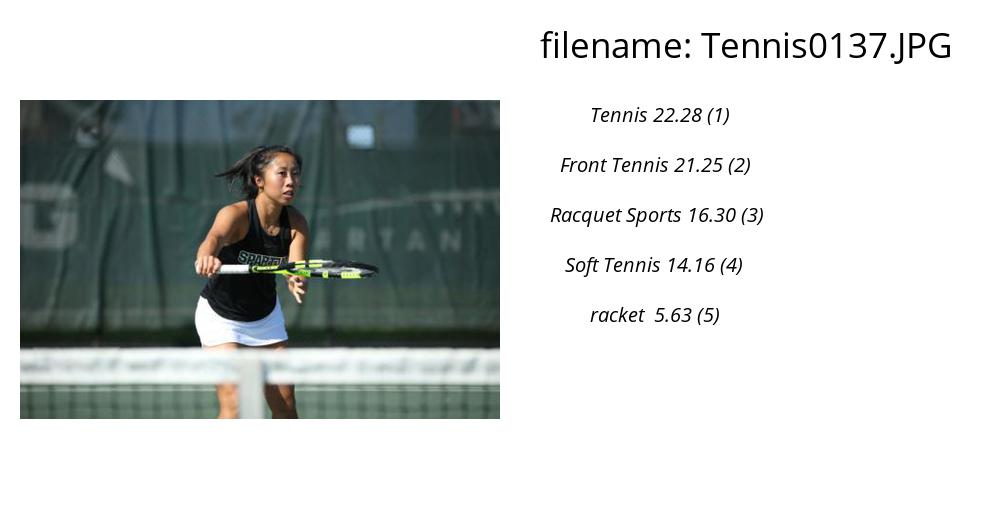 filename: Tennis0137.JPG
Tennis 22.28 (1)
Front Tennis 21.25 (2)
Racquet Sports 16.30 (3)
Soft Tennis 14.16 (4)
racket 5.63 (5)
G
ARTAN
SPARTANS